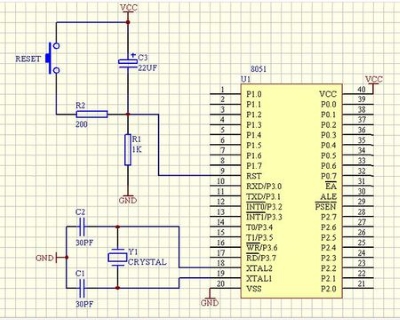 VCC
RESET
C3
22UF
R2
200
R1
1K
GND
8051
U1
VCC
1 P1.0 VCC 40
2 P1.1 P0.0 39
3 P1.2 P0.1 38
4 P1.3 P0.2 37
5 P1.4 P0.3 36
6 P1.5 P0.4 35
7 P1.6 P0.5 34
8 P1.7 P0.6 33
9 RST P0.7 32
10 RXD/P3.0 EA 31
11 TXD/P3.1 ALE 30
12 INT0/P3.2 PSEN 29
13 INT1/P3.3 P2.7 28
14 T0/P3.4 P2.6 27
15 T1/P3.5 P2.5 26
16 WR/P3.6 P2.4 25
17 RD/P3.7 P2.3 24
18 XTAL2 P2.2 23
19 XTAL1 P2.1 22
20 VSS P2.0 21
GND
C2
30PF
GND
Y1
CRYSTAL
C1
30PF